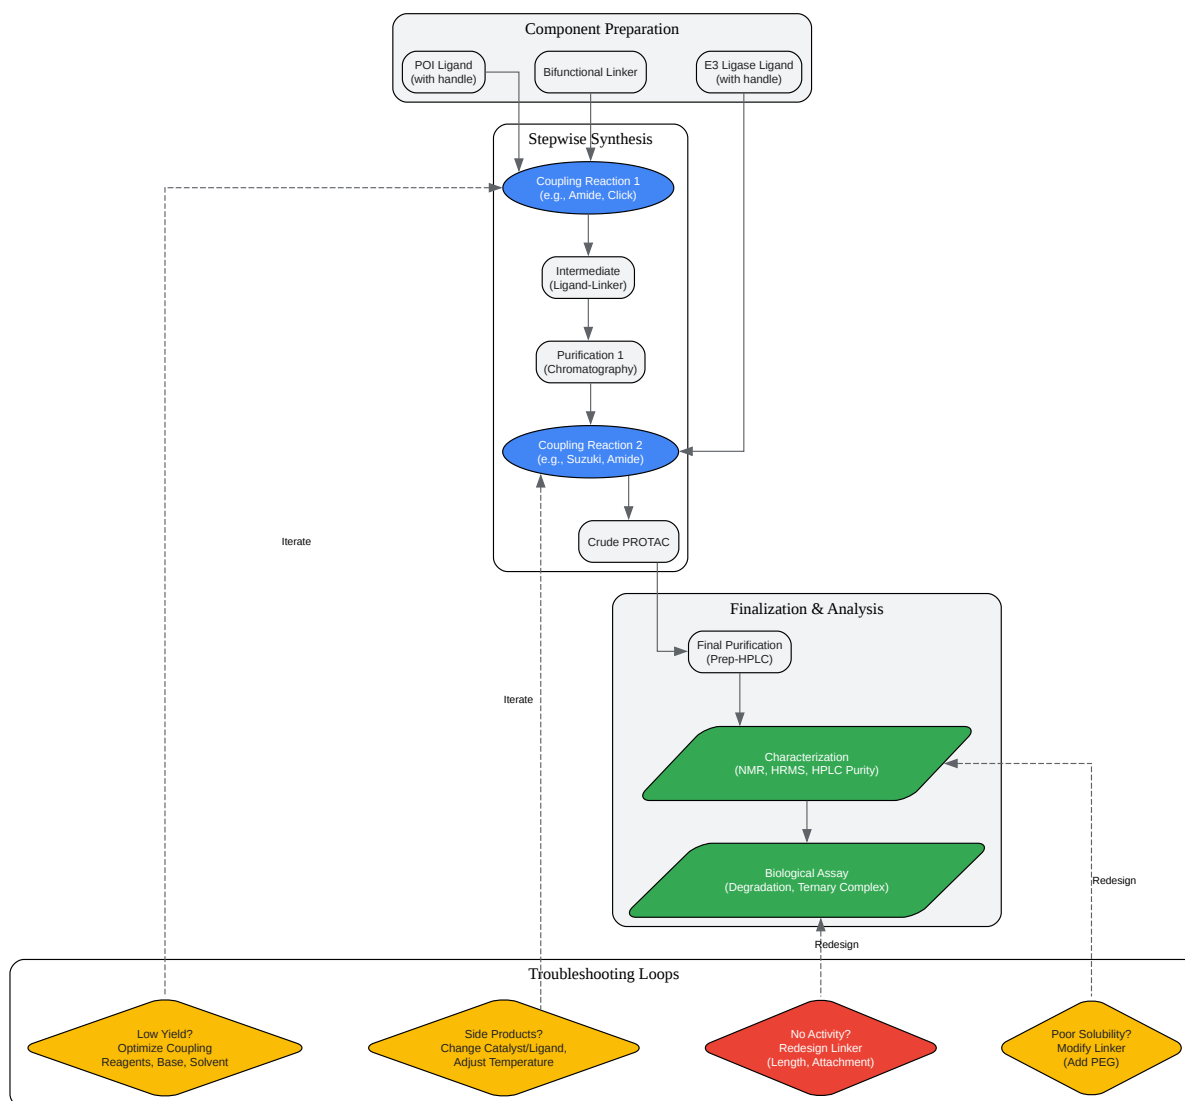 Component Preparation
POI Ligand
(with handle)
Bifunctional Linker
E3 Ligase Ligand
(with handle)
Stepwise Synthesis
Coupling Reaction 1
(e.g., Amide, Click)
Intermediate
(Ligand-Linker)
Purification 1
(Chromatography)
Coupling Reaction 2
(e.g., Suzuki, Amide)
Iterate
Crude PROTAC
Finalization & Analysis
Final Purification
(Prep-HPLC)
Iterate
Characterization
(NMR, HRMS, HPLC Purity)
Biological Assay
(Degradation, Ternary Complex)
Redesign
Redesign
Troubleshooting Loops
Low Yield?
Optimize Coupling
Reagents, Base, Solvent
Side Products?
Change Catalyst/Ligand,
Adjust Temperature
No Activity?
Redesign Linker
(Length, Attachment)
Poor Solubility?
Modify Linker
(Add PEG)